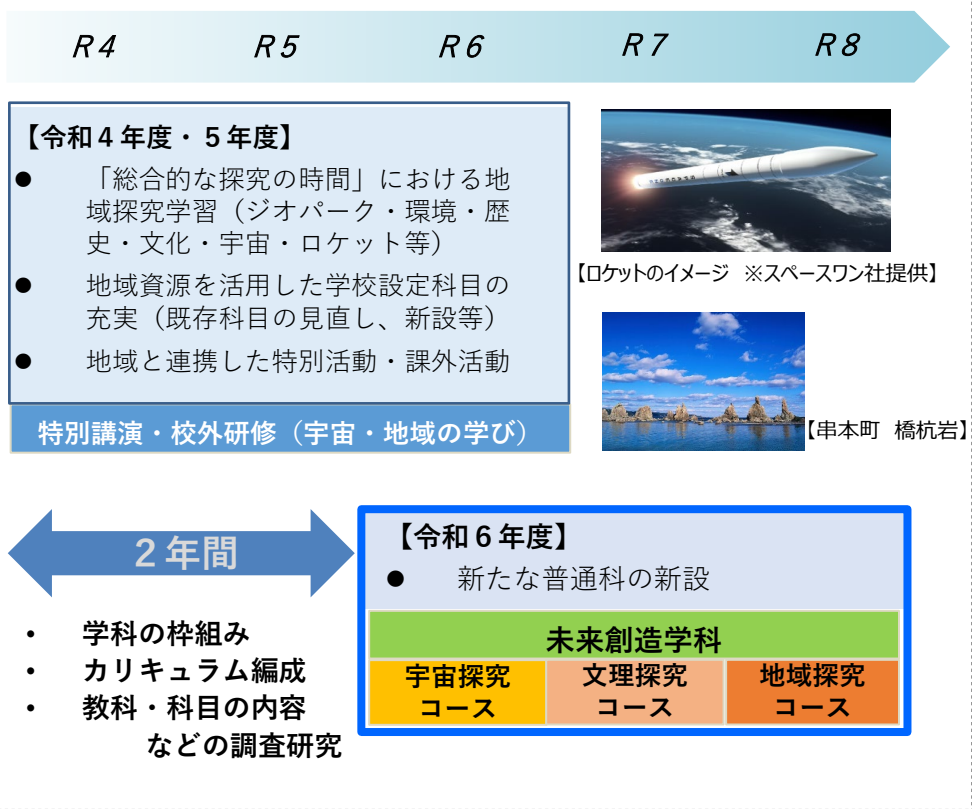 R4 R5 R6 R7 R8
【令和４年度・５年度】
● 「総合的な探究の時間」における地
域探究学習（ジオパーク・環境・歴
史・文化・宇宙・ロケット等）
● 地域資源を活用した学校設定科目の
充実（既存科目の見直し、新設等）
● 地域と連携した特別活動・課外活動
特別講演・校外研修（宇宙・地域の学び）
【ロケットのイメージ ※スペースワン社提供】
【串本町 橋杭岩】
２年間
・ 学科の枠組み
・ カリキュラム編成
・ 教科・科目の内容
などの調査研究
【令和６年度】
● 新たな普通科の新設
未来創造学科
宇宙探究
コース
文理探究
コース
地域探究
コース